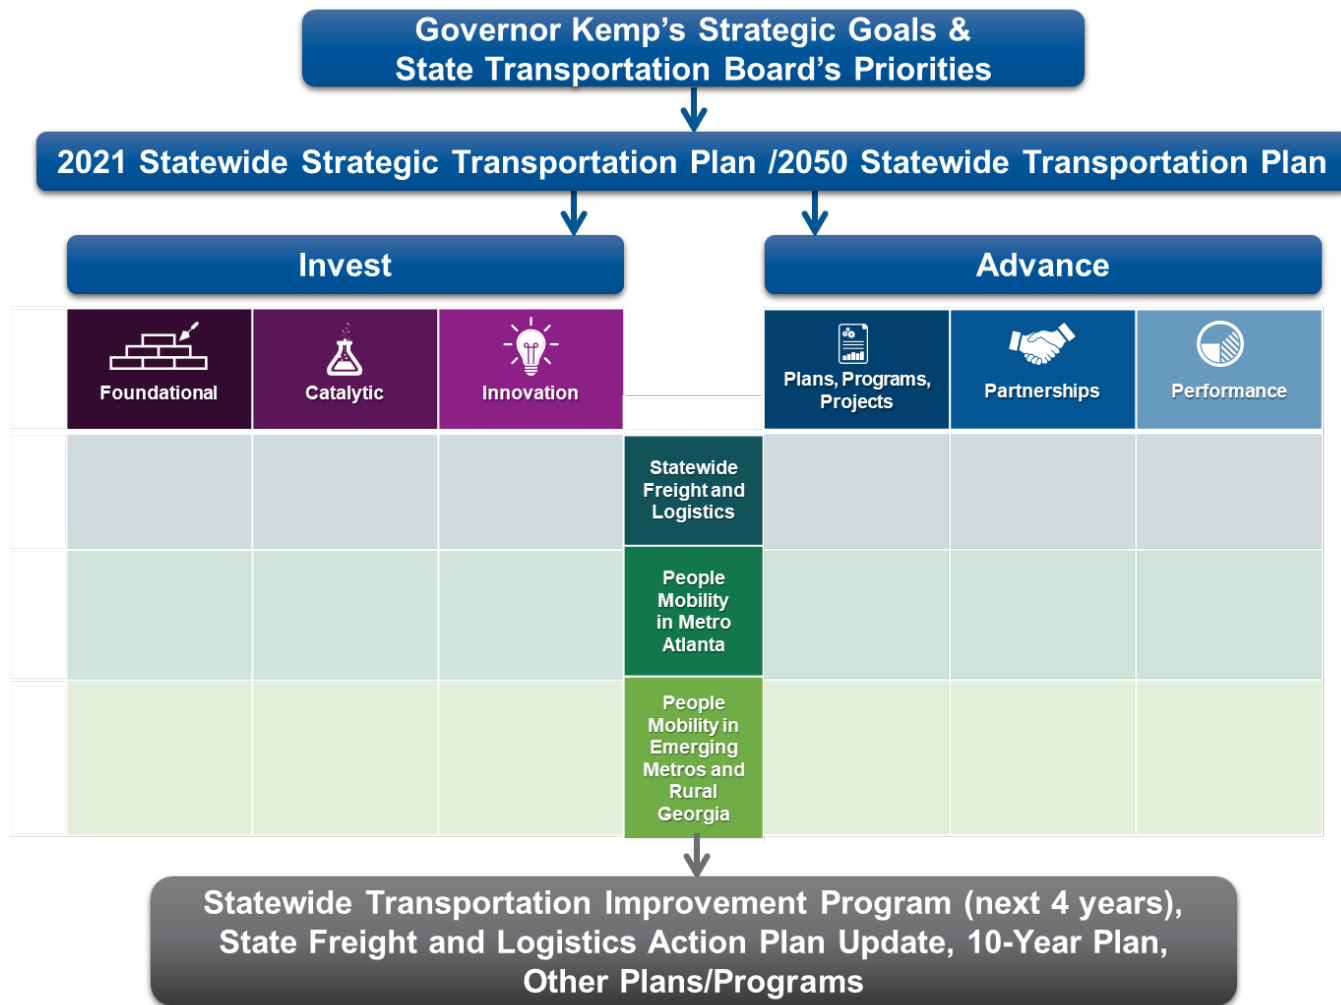 Governor Kemp's Strategic Goals &
State Transportation Board's Priorities
2021 Statewide Strategic Transportation Plan /2050 Statewide Transportation Plan
Invest
Advance
Foundational
Catalytic
Innovation
Plans, Programs,
Projects
Partnerships
Performance
Statewide
Freight and
Logistics
People
Mobility
in Metro
Atlanta
People
Mobility in
Emerging
Metros and
Rural
Georgia
Statewide Transportation Improvement Program (next 4 years),
State Freight and Logistics Action Plan Update, 10-Year Plan,
Other Plans/Programs